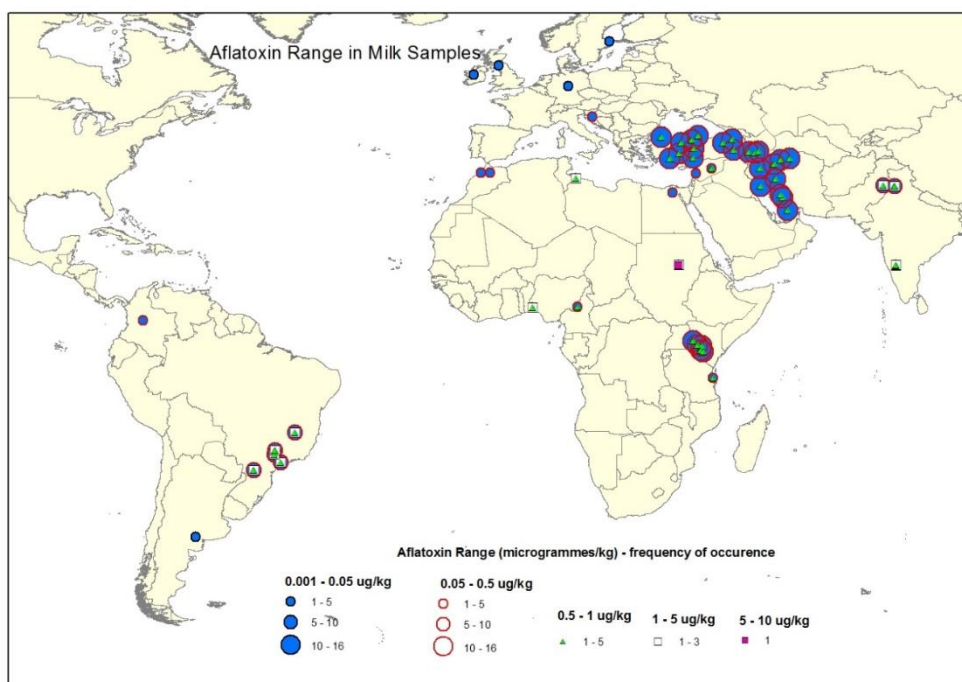 Aflatoxin Range in Milk Samples
Aflatoxin Range (microgrammes/kg) - frequency of occurence
0.001 - 0.05 ug/kg
1 - 5
5 - 10
10 - 16
0.05 - 0.5 ug/kg
1 - 5
5 - 10
10 - 16
0.5 - 1 ug/kg
1 - 5
1 - 5 ug/kg
1 - 3
5 - 10 ug/kg
1